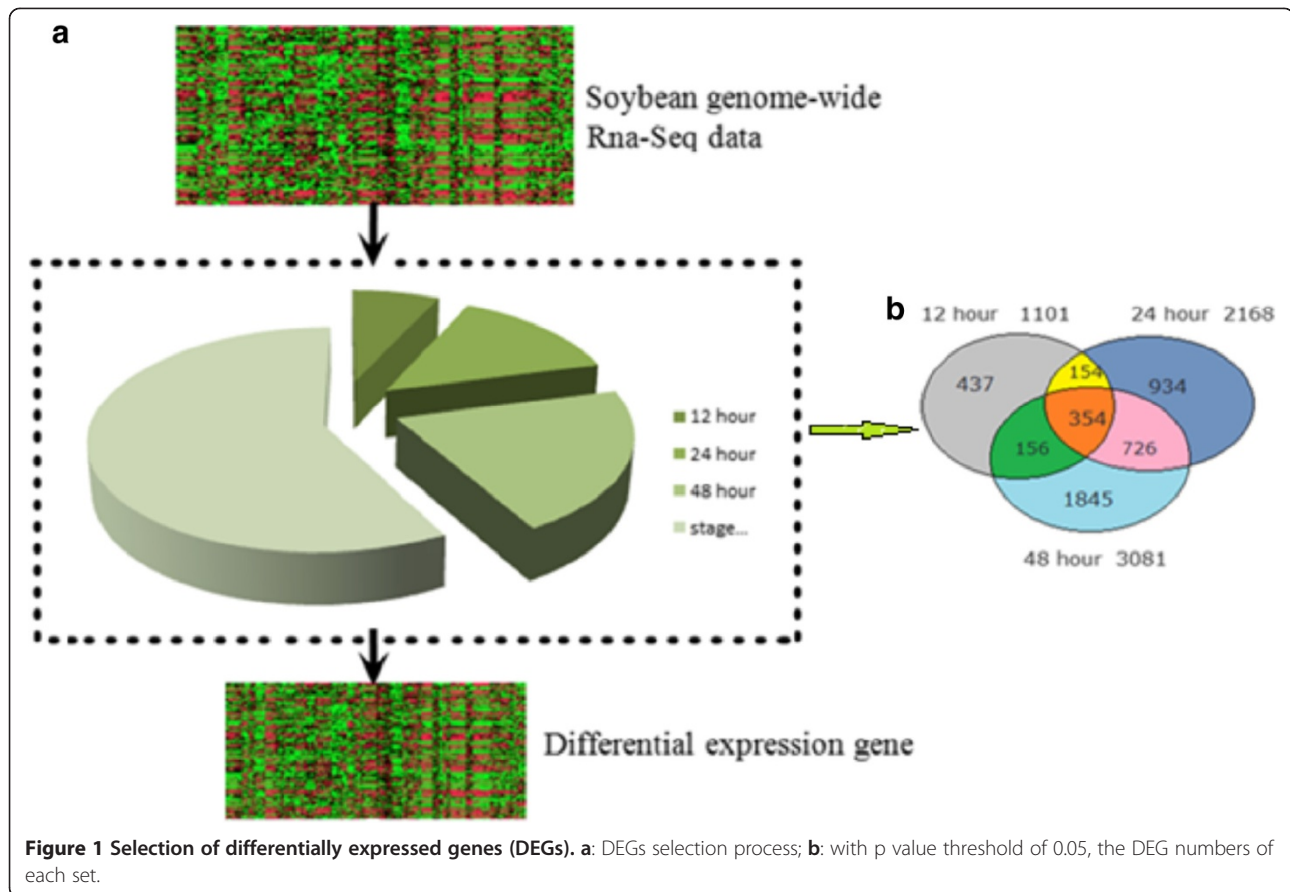 a
Soybean genome-wide
Rna-Seq data
12 hour
24 hour
48 hour
stage...
b
12 hour 1101
24 hour 2168
437
154
934
354
156
726
1845
48 hour 3081
Differential expression gene
Figure 1 Selection of differentially expressed genes (DEGs). a: DEGs selection process; b: with p value threshold of 0.05, the DEG numbers of
each set.